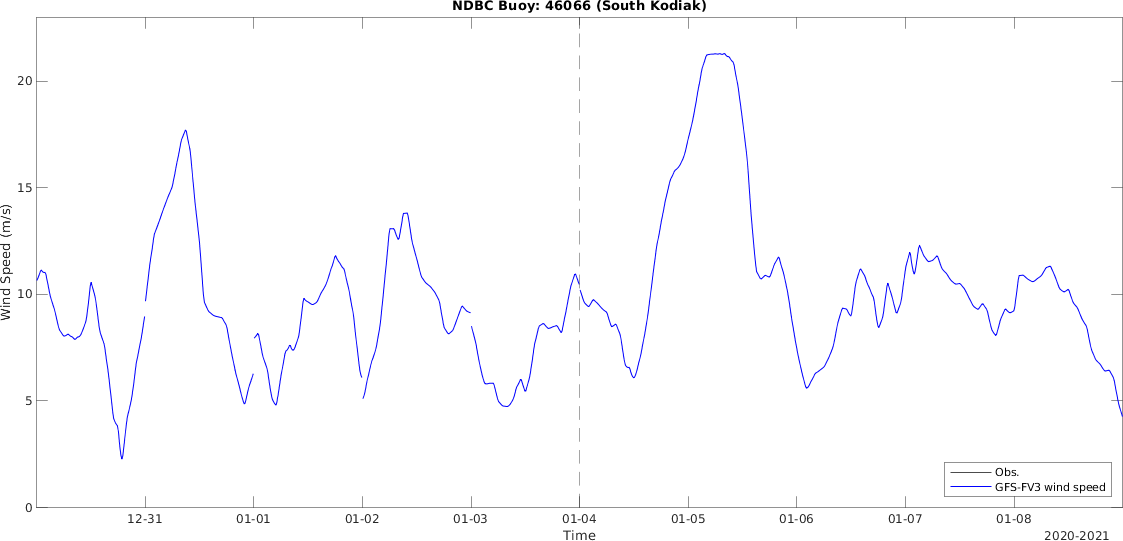 NDBC Buoy: 46066 (South Kodiak)
Wind Speed (m/s)
20
15
10
5
0
12-31 01-01 01-02 01-03 01-04 01-05 01-06 01-07 01-08
Time
2020-2021
Obs.
GFS-FV3 wind speed